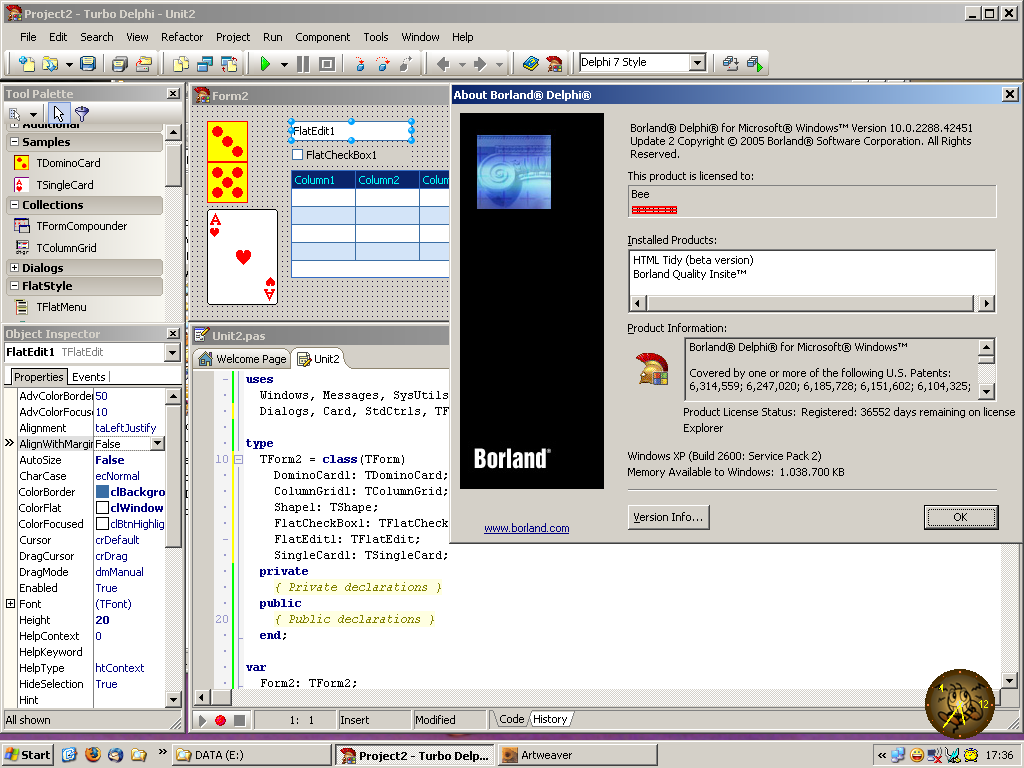 Project2 - Turbo Delphi - Unit2
File Edit Search View Refactor Project Run Component Tools Window Help
Delphi 7 Style
Tool Palette
Additional
Samples
TDominoCard
TSingleCard
Collections
TFormCompounder
TColumnGrid
Dialogs
FlatStyle
TFlatMenu
Object Inspector
FlatEdit1 TFlatEdit
Properties Events
AdvColorBorder 50
AdvColorFocus 10
Alignment taLeftJustify
AlignWithMargin False
AutoSize False
CharCase ecNormal
ColorBorder clBackgro
ColorFlat clWindow
ColorFocused clBtnHighlig
Cursor crDefault
DragCursor crDrag
DragMode dmManual
Enabled True
Font (TFont)
Height 20
HelpContext 0
HelpKeyword
HelpType htContext
HideSelection True
Hint
All shown
Form2
FlatEdit1
FlatCheckBox1
Column1 Column2 Colum
A
A
Unit2.pas
Welcome Page Unit2
uses
Windows, Messages, SysUtils
Dialogs, Card, StdCtrls, TF
type
10 TForm2 = class(TForm)
DominoCard1: TDominoCard;
ColumnGrid1: TColumnGrid;
Shape1: TShape;
FlatCheckBox1: TFlatCheck
FlatEdit1: TFlatEdit;
SingleCard1: TSingleCard;
private
{ Private declarations }
public
20 { Public declarations }
end;
var
Form2: TForm2;
1: 1 Insert Modified Code History
About Borland® Delphi®
Borland® Delphi® for Microsoft® Windows™ Version 10.0.2288.42451
Update 2 Copyright © 2005 Borland® Software Corporation. All Rights
Reserved.
This product is licensed to:
Bee
Installed Products:
HTML Tidy (beta version)
Borland Quality Insite™
Product Information:
Borland® Delphi® for Microsoft® Windows™
Covered by one or more of the following U.S. Patents:
6,314,559; 6,247,020; 6,185,728; 6,151,602; 6,104,325;
Product License Status: Registered: 36552 days remaining on license
Explorer
Windows XP (Build 2600: Service Pack 2)
Memory Available to Windows: 1.038.700 KB
Borland®
www.borland.com
Version Info...
OK
12
Start
DATA (E:)
Project2 - Turbo Delp...
Artweaver
17:36